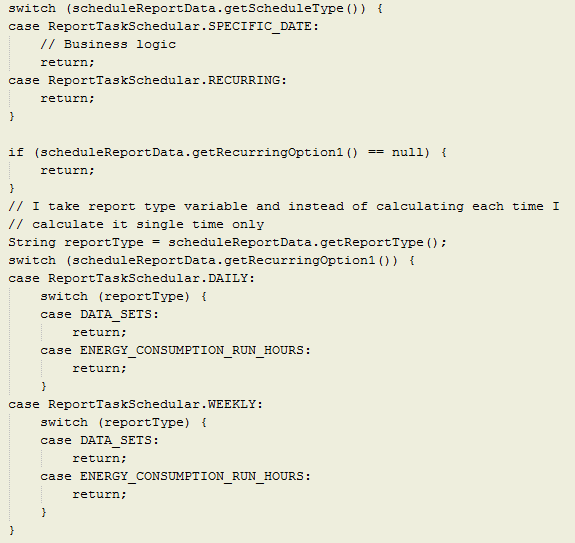 switch (scheduleReportData.getScheduleType()) {
case ReportTaskSchedular.SPECIFIC_DATE:
    // Business logic
    return;
case ReportTaskSchedular.RECURRING:
    return;
}

if (scheduleReportData.getRecurringOption1() == null) {
    return;
}
// I take report type variable and instead of calculating each time I
// calculate it single time only
String reportType = scheduleReportData.getReportType();
switch (scheduleReportData.getRecurringOption1()) {
case ReportTaskSchedular.DAILY:
    switch (reportType) {
    case DATA_SETS:
        return;
    case ENERGY_CONSUMPTION_RUN_HOURS:
        return;
    }
case ReportTaskSchedular.WEEKLY:
    switch (reportType) {
    case DATA_SETS:
        return;
    case ENERGY_CONSUMPTION_RUN_HOURS:
        return;
    }
}